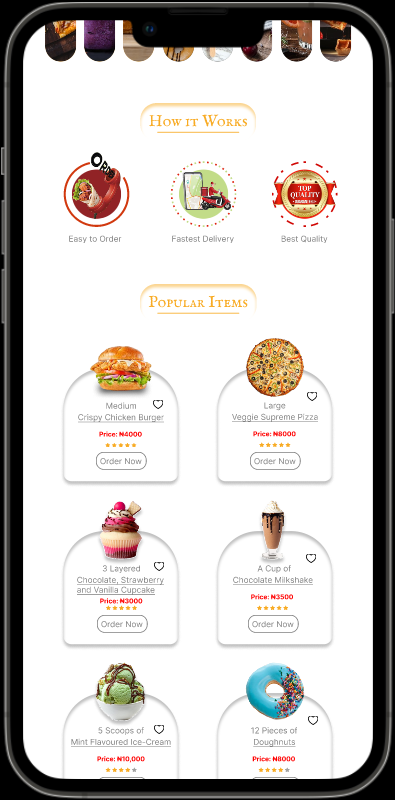 How it Works
Easy to Order
Fastest Delivery
TOP
QUALITY
Best Quality
Popular Items
Medium
Crispy Chicken Burger
Price: ₦4000
Order Now
Large
Veggie Supreme Pizza
Price: ₦8000
Order Now
3 Layered
Chocolate, Strawberry
and Vanilla Cupcake
Price: ₦3000
Order Now
A Cup of
Chocolate Milkshake
Price: ₦3500
Order Now
5 Scoops of
Mint Flavoured Ice-Cream
Price: ₦10,000
12 Pieces of
Doughnuts
Price: ₦8000